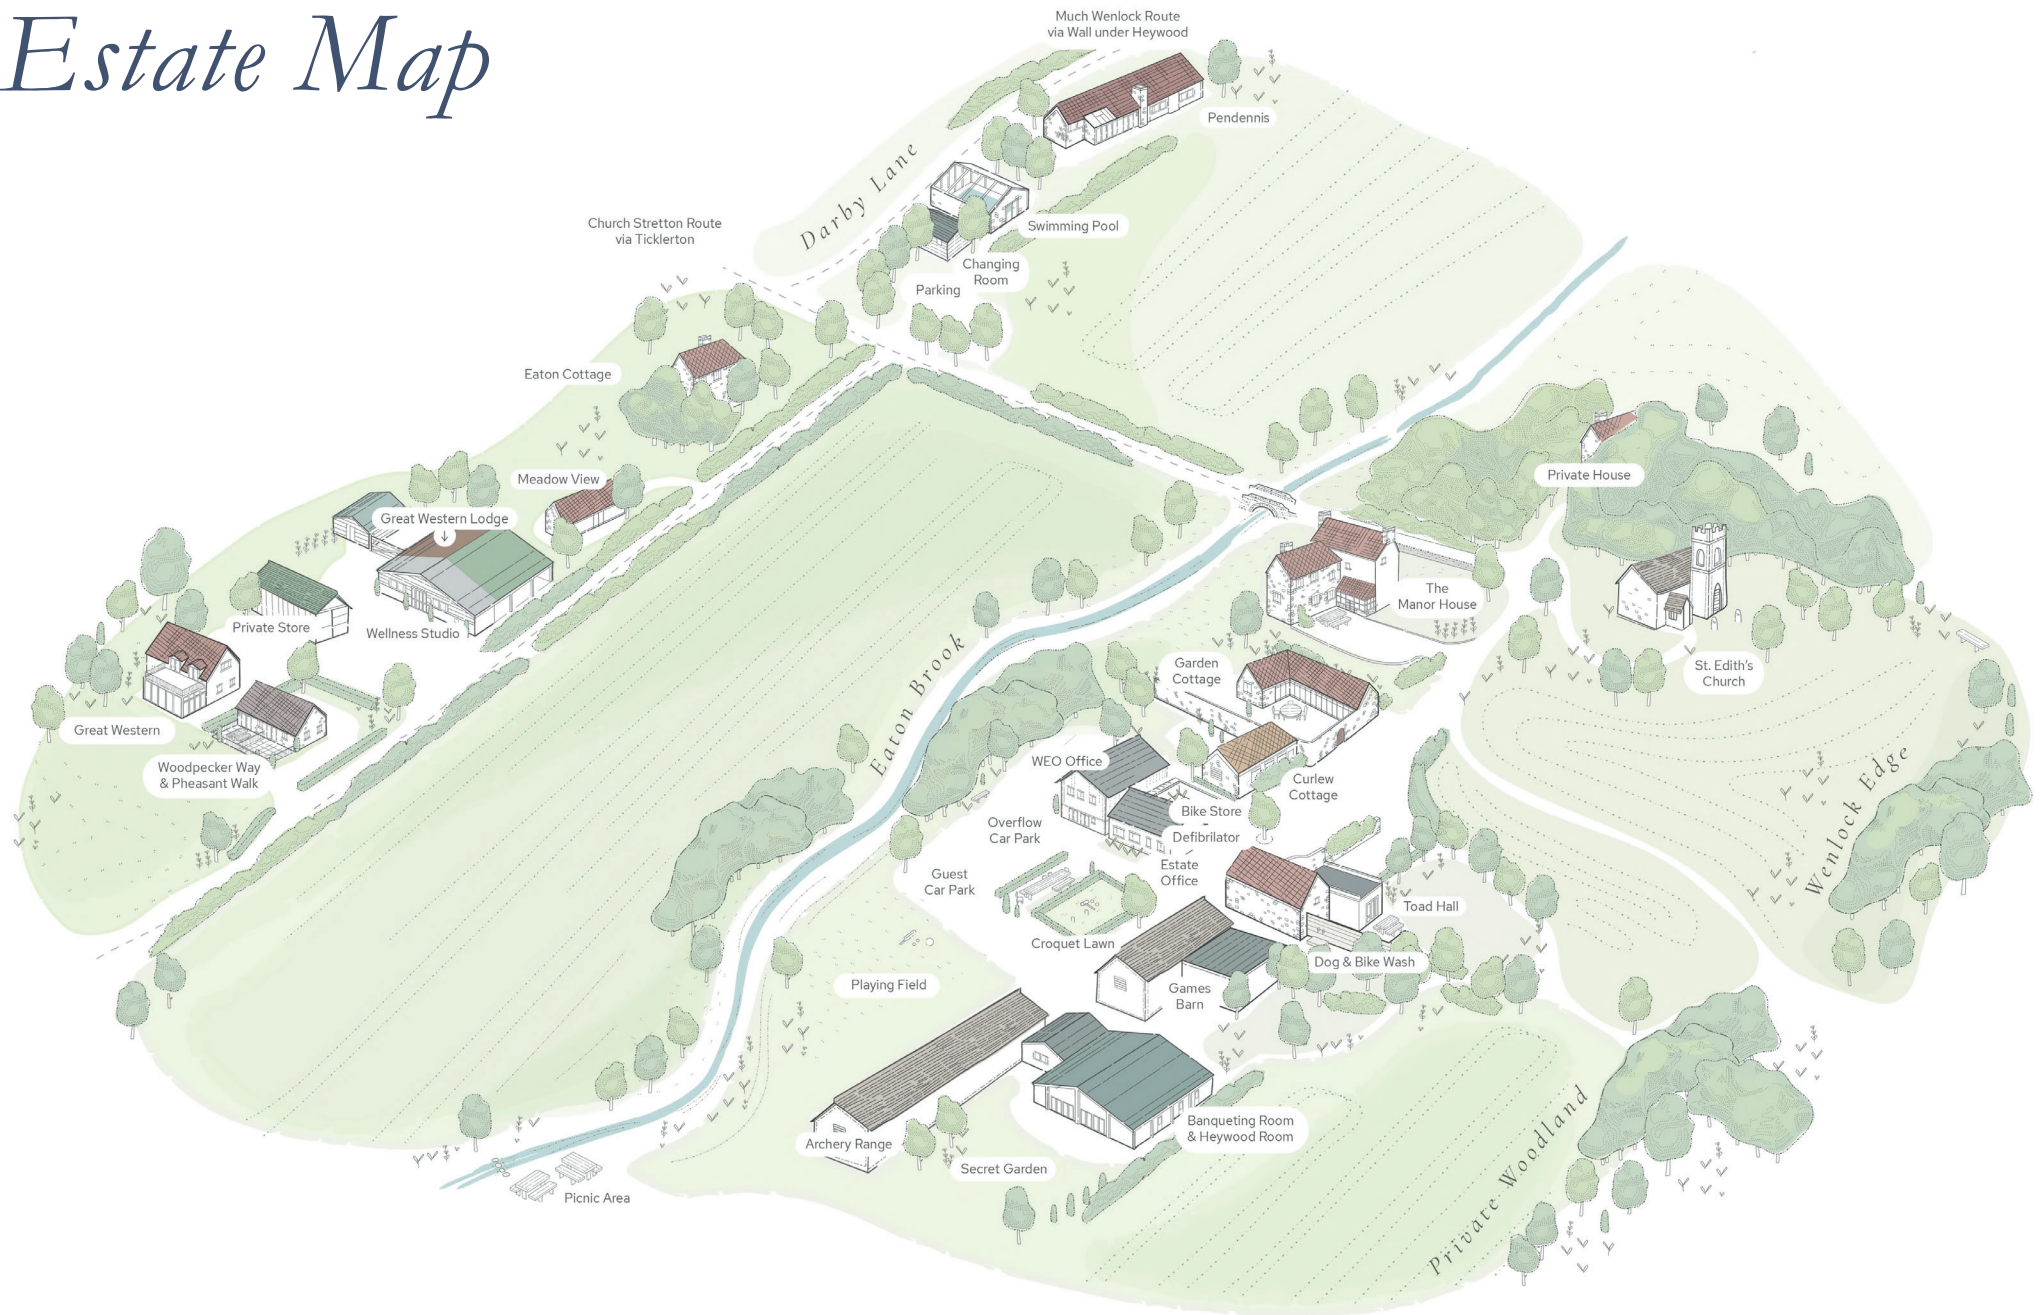 Estate Map
Much Wenlock Route
via Wall under Heywood
Pendennis
Darby Lane
Swimming Pool
Changing
Room
Parking
Church Stretton Route
via Ticklerton
Eaton Cottage
Meadow View
Great Western Lodge
↓
Private Store
Wellness Studio
Great Western
Woodpecker Way
& Pheasant Walk
Private House
The
Manor House
St. Edith's
Church
Eaton Brook
Garden
Cottage
WEO Office
Curlew
Cottage
Bike Store
Defibrilator
Overflow
Car Park
Estate
Office
Guest
Car Park
Toad Hall
Croquet Lawn
Dog & Bike Wash
Wenlock Edge
Playing Field
Games
Barn
Banqueting Room
& Heywood Room
Archery Range
Secret Garden
Picnic Area
Private Woodland